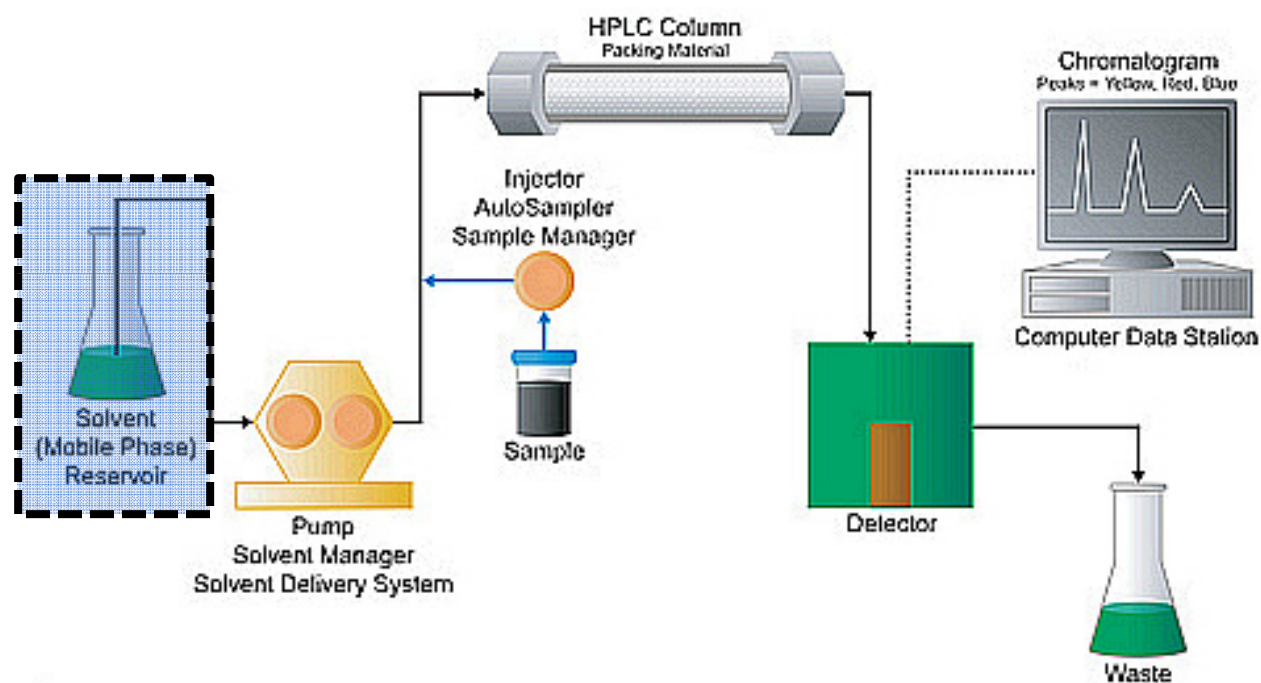 HPLC Column
Packing Material
Chromatogram
Peaks = Yellow, Red, Blue
Injector
AutoSampler
Sample Manager
Computer Data Station
Solvent
(Mobile Phase)
Reservoir
Sample
Pump
Solvent Manager
Solvent Delivery System
Detector
Waste